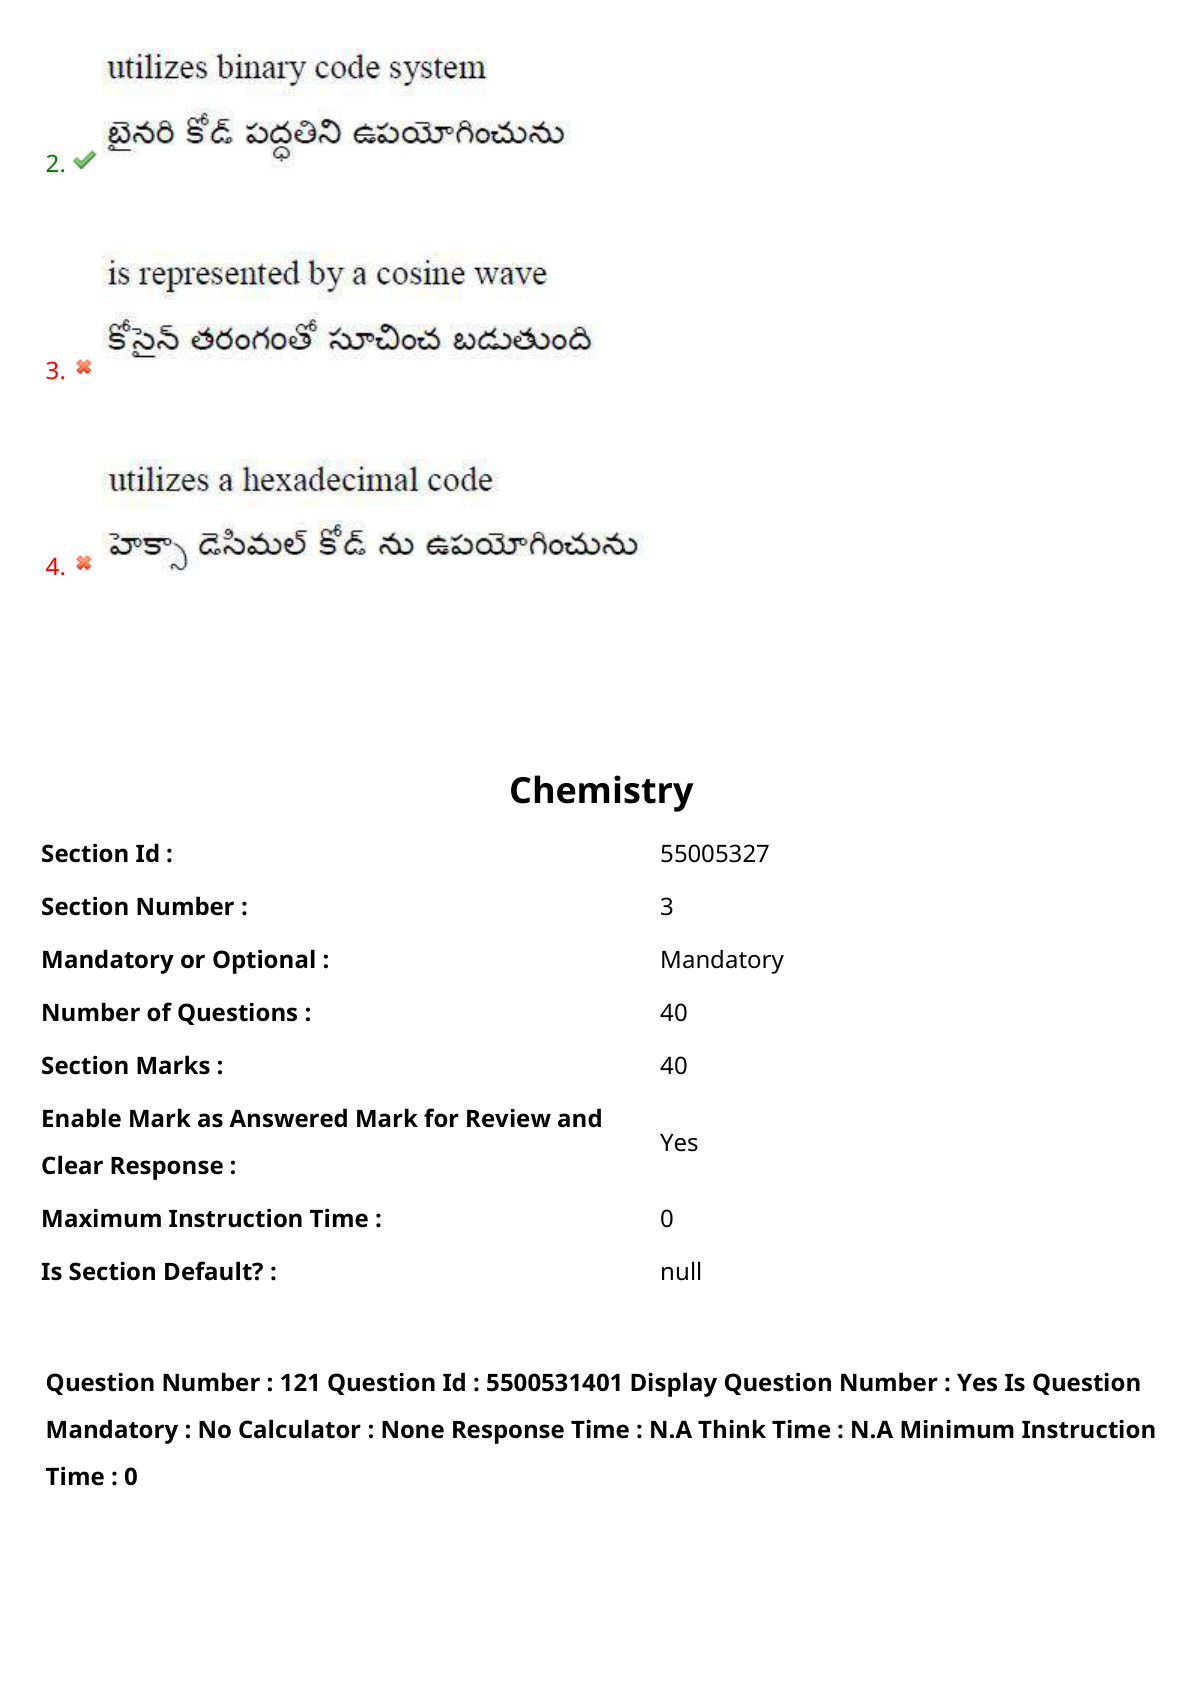 utilizes binary code system
బైనరి కోడ్ పద్ధతిని ఉపయోగించును
2.
is represented by a cosine wave
కోసైన్ తరంగంతో సూచించ బడుతుంది
3.
utilizes a hexadecimal code
హెక్సా డెసిమల్ కోడ్ ను ఉపయోగించును
4.
Chemistry
Section Id : 55005327
Section Number : 3
Mandatory or Optional : Mandatory
Number of Questions : 40
Section Marks : 40
Enable Mark as Answered Mark for Review and
Clear Response : Yes
Maximum Instruction Time : 0
Is Section Default? : null
Question Number : 121 Question Id : 5500531401 Display Question Number : Yes Is Question
Mandatory : No Calculator : None Response Time : N.A Think Time : N.A Minimum Instruction
Time : 0